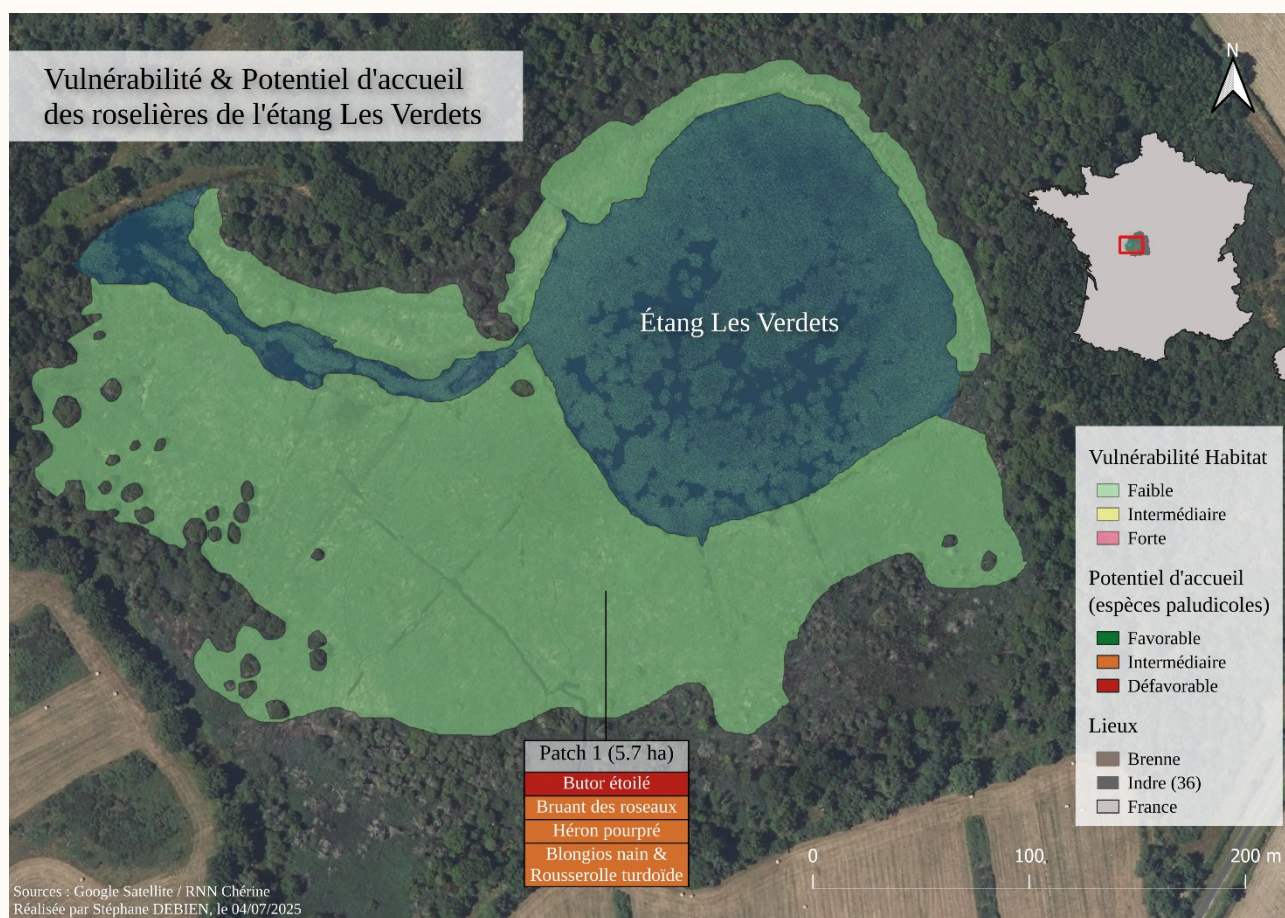 Vulnérabilité & Potentiel d'accueil
des roselières de l'étang Les Verdets
N
Étang Les Verdets
Vulnérabilité Habitat
Faible
Intermédiaire
Forte
Potentiel d'accueil
(espèces paludicoles)
Favorable
Intermédiaire
Défavorable
Lieux
Brenne
Indre (36)
France
Patch 1 (5.7 ha)
Butor étoilé
Bruant des roseaux
Héron pourpré
Blongios nain &
Rousserolle turdoïde
0 100 200 m
Sources : Google Satellite / RNN Chérine
Réalisée par Stéphane DEBIEN, le 04/07/2025